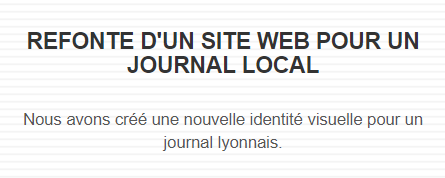 REFONTE D'UN SITE WEB POUR UN
JOURNAL LOCAL
Nous avons créé une nouvelle identité visuelle pour un
journal lyonnais.